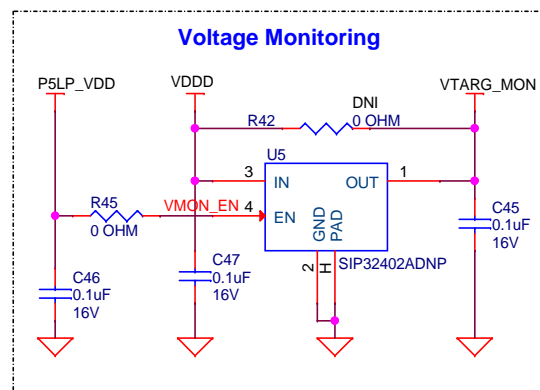 Voltage Monitoring
P5LP_VDD
VDDD
VTARG_MON
DNI
R42
0 OHM
U5
3
IN
OUT
1
R45
VMON_EN
4
EN
0 OHM
GND
PAD
C45
0.1uF
16V
C46
0.1uF
16V
C47
0.1uF
16V
2
H
SIP32402ADNP